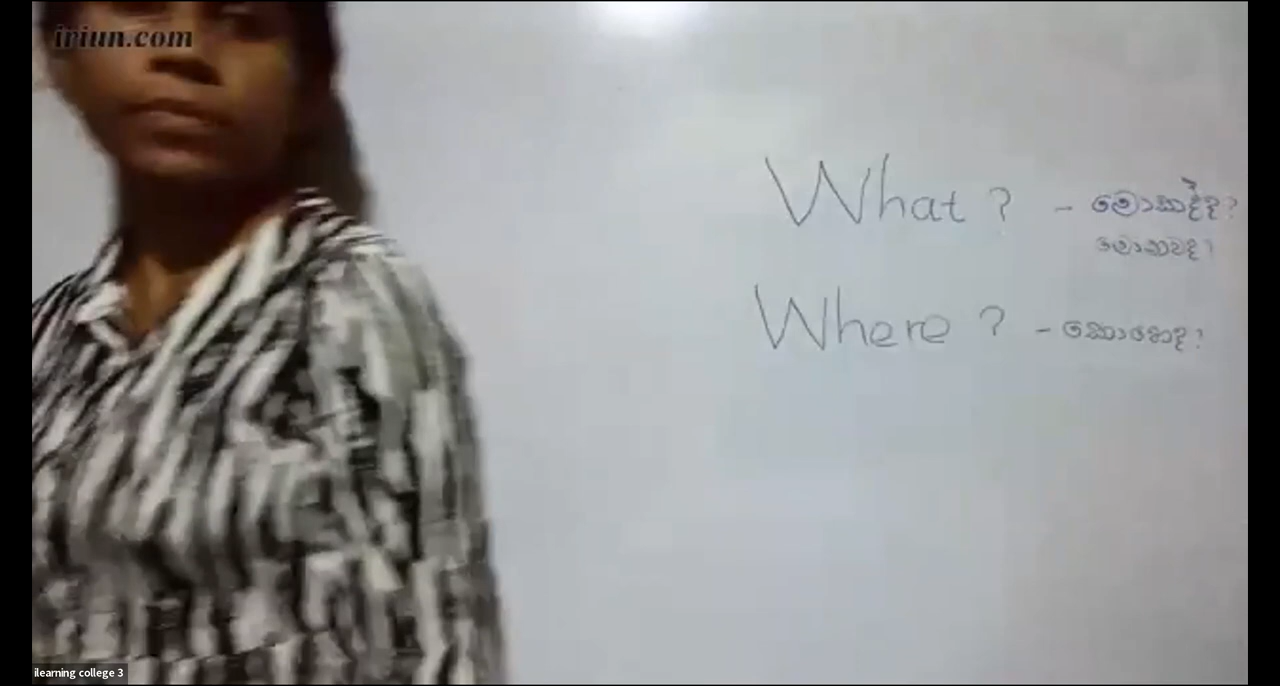 iriun.com
What ? - මොකද්ද?
මොනවද?
Where ? - කොහෙද?
ilearning college 3